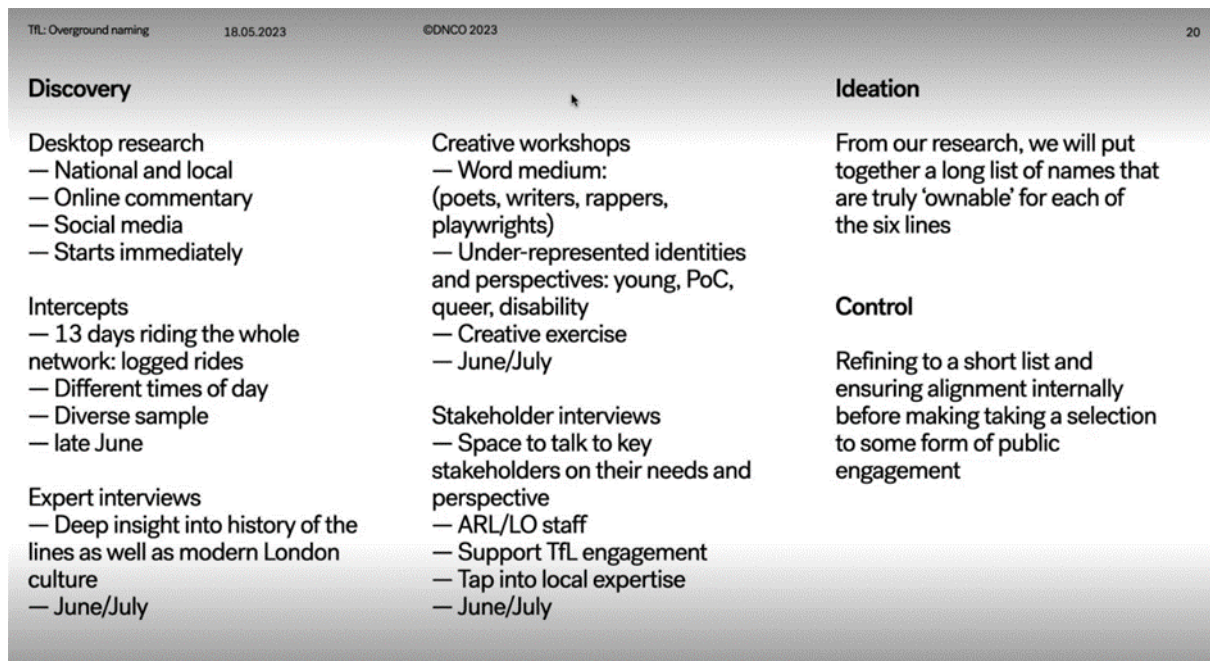 TfL: Overground naming
18.05.2023
©DNCO 2023
20
Discovery
Desktop research
— National and local
— Online commentary
— Social media
— Starts immediately
Intercepts
— 13 days riding the whole
network: logged rides
— Different times of day
— Diverse sample
— late June
Expert interviews
— Deep insight into history of the
lines as well as modern London
culture
— June/July
Creative workshops
— Word medium:
(poets, writers, rappers,
playwrights)
— Under-represented identities
and perspectives: young, PoC,
queer, disability
— Creative exercise
— June/July
Stakeholder interviews
— Space to talk to key
stakeholders on their needs and
perspective
— ARL/LO staff
— Support TfL engagement
— Tap into local expertise
— June/July
Ideation
From our research, we will put
together a long list of names that
are truly ‘ownable’ for each of
the six lines
Control
Refining to a short list and
ensuring alignment internally
before making taking a selection
to some form of public
engagement